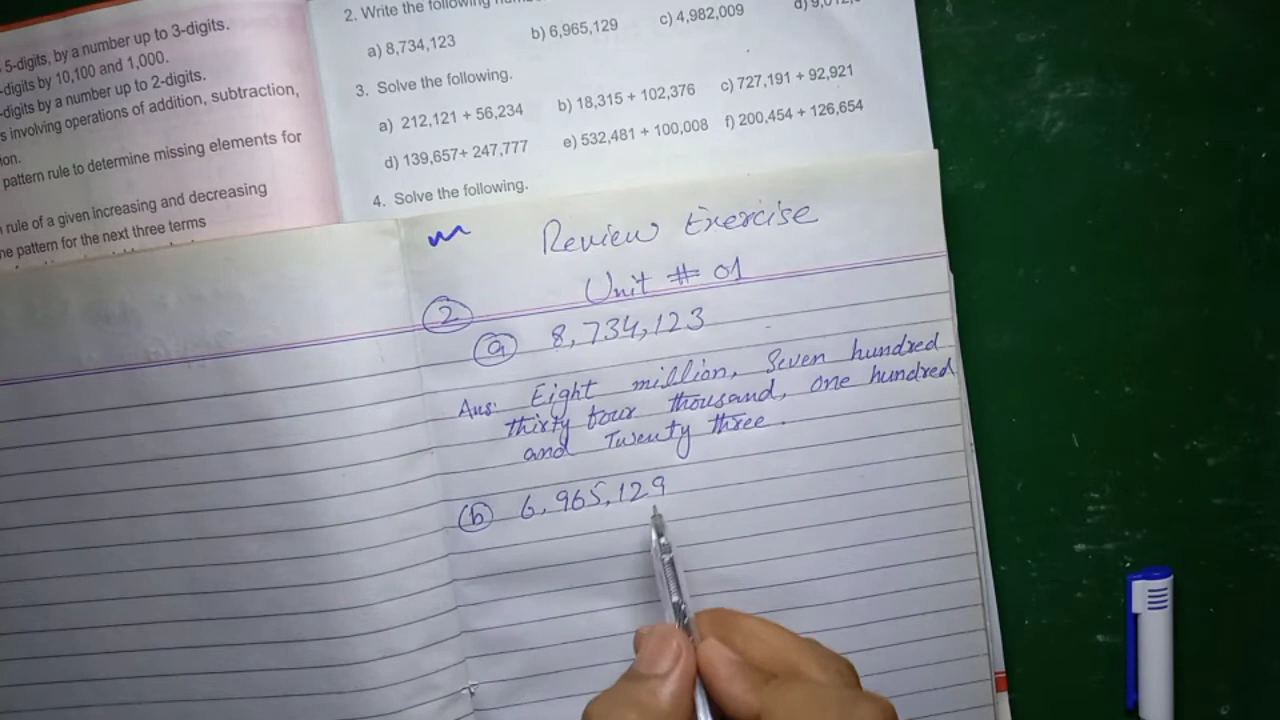 5-digits, by a number up to 3-digits.
-digits by 10,100 and 1,000.
-digits by a number up to 2-digits.
s involving operations of addition, subtraction,
ion.
pattern rule to determine missing elements for
rule of a given increasing and decreasing
ne pattern for the next three terms
2. Write the following
a) 8,734,123 b) 6,965,129 c) 4,982,009
3. Solve the following.
a) 212,121 + 56,234 b) 18,315 + 102,376 c) 727,191 + 92,921
d) 139,657+ 247,777 e) 532,481 + 100,008 f) 200,454 + 126,654
4. Solve the following.
Review Exercise
Unit # 01
2
a 8,734,123
Ans: Eight million, Seven hundred
thirty four thousand, one hundred
and Twenty three.
b 6,965,129